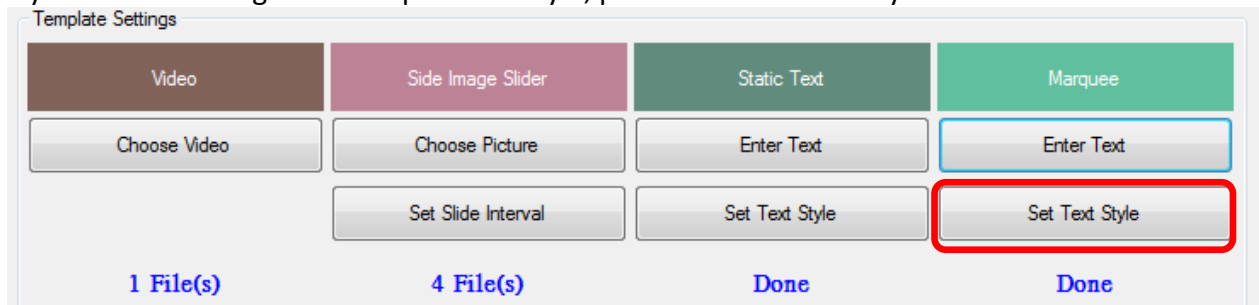 Template Settings
Video Side Image Slider Static Text Marquee
Choose Video Choose Picture Enter Text Enter Text
Set Slide Interval Set Text Style Set Text Style
1 File(s) 4 File(s) Done Done